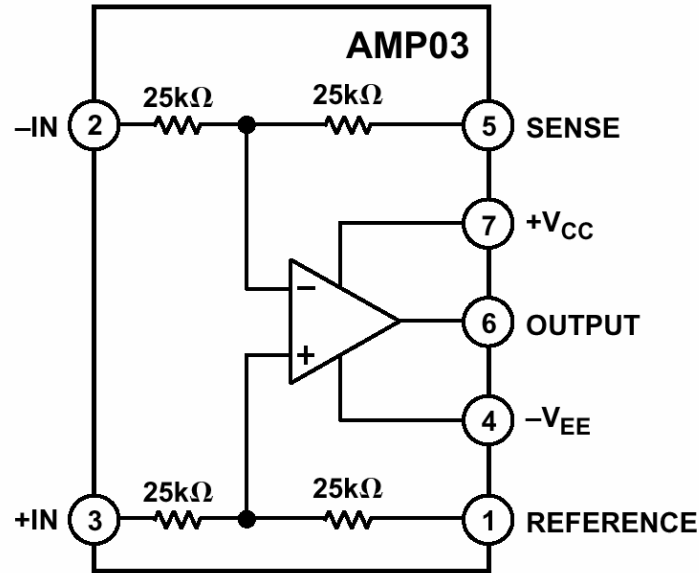 AMP03
25kΩ
25kΩ
–IN
2
5
SENSE
7
+VCC
–
6
OUTPUT
+
4
–VEE
25kΩ
25kΩ
+IN
3
1
REFERENCE